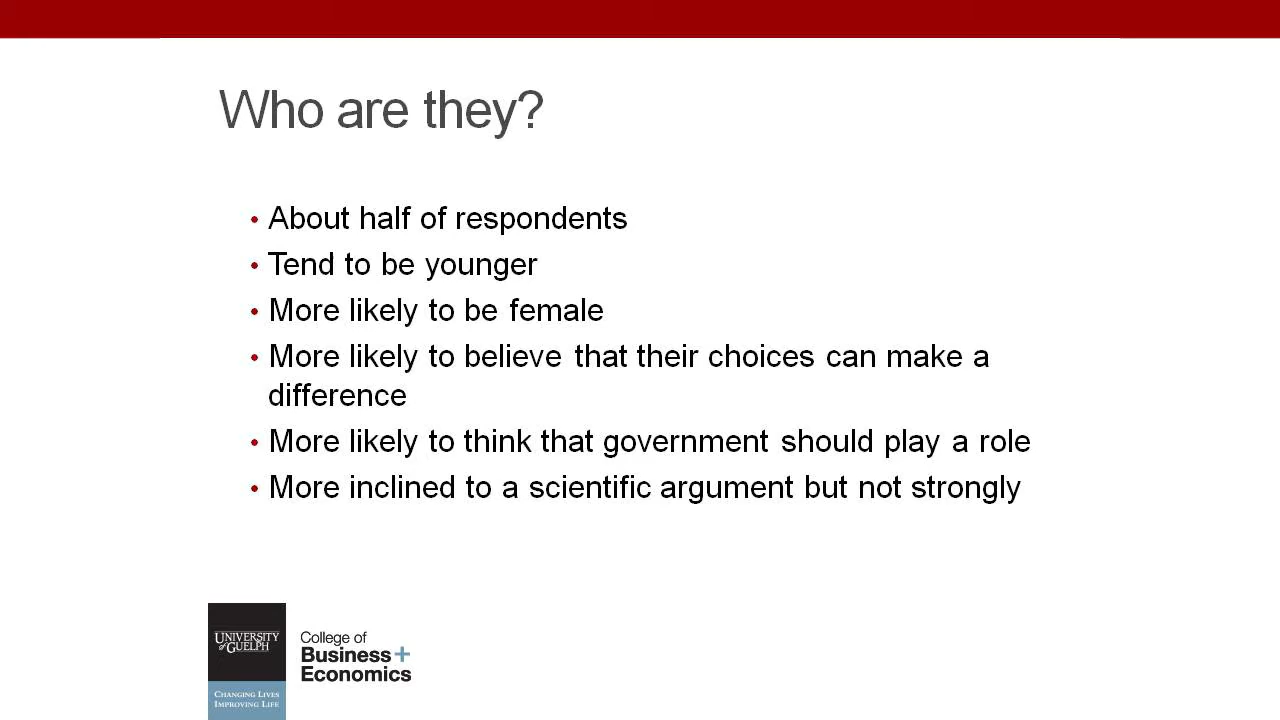 Who are they?
• About half of respondents
• Tend to be younger
• More likely to be female
• More likely to believe that their choices can make a
difference
• More likely to think that government should play a role
• More inclined to a scientific argument but not strongly
UNIVERSITY
of GUELPH
CHANGING LIVES
IMPROVING LIFE
College of
Business+
Economics